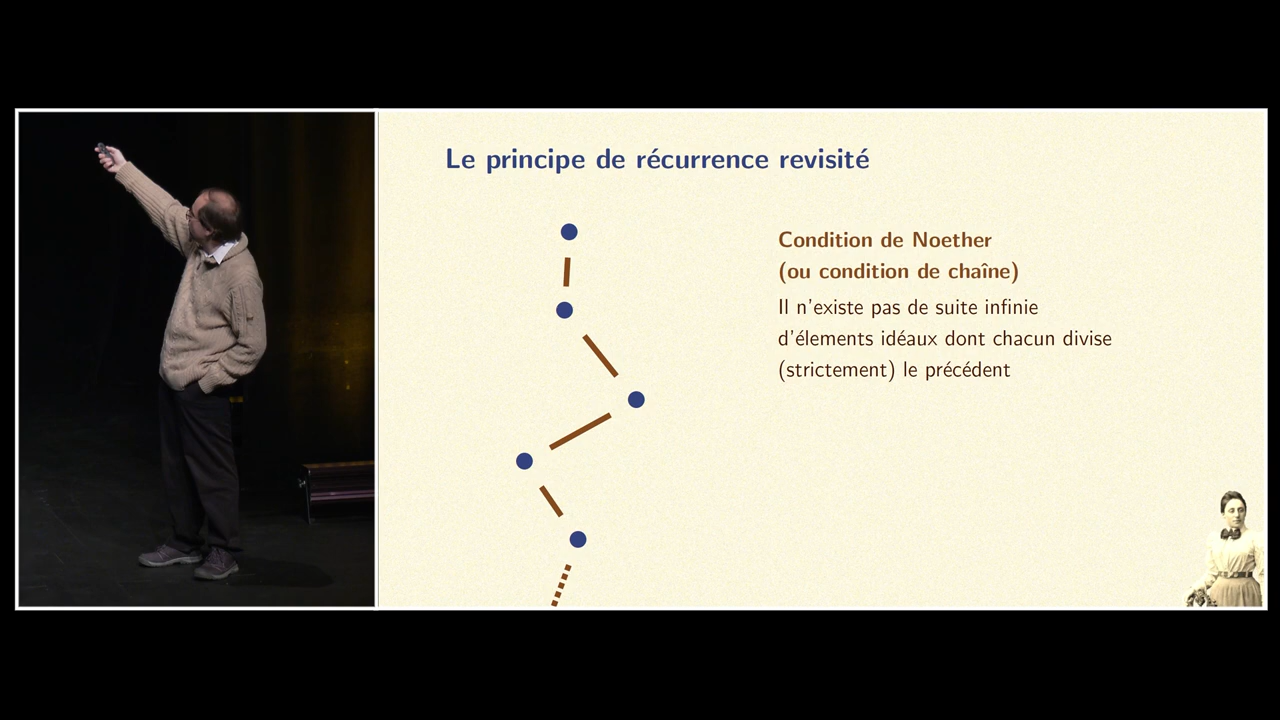 Le principe de récurrence revisité
Condition de Noether
(ou condition de chaîne)
Il n'existe pas de suite infinie
d'élements idéaux dont chacun divise
(strictement) le précédent